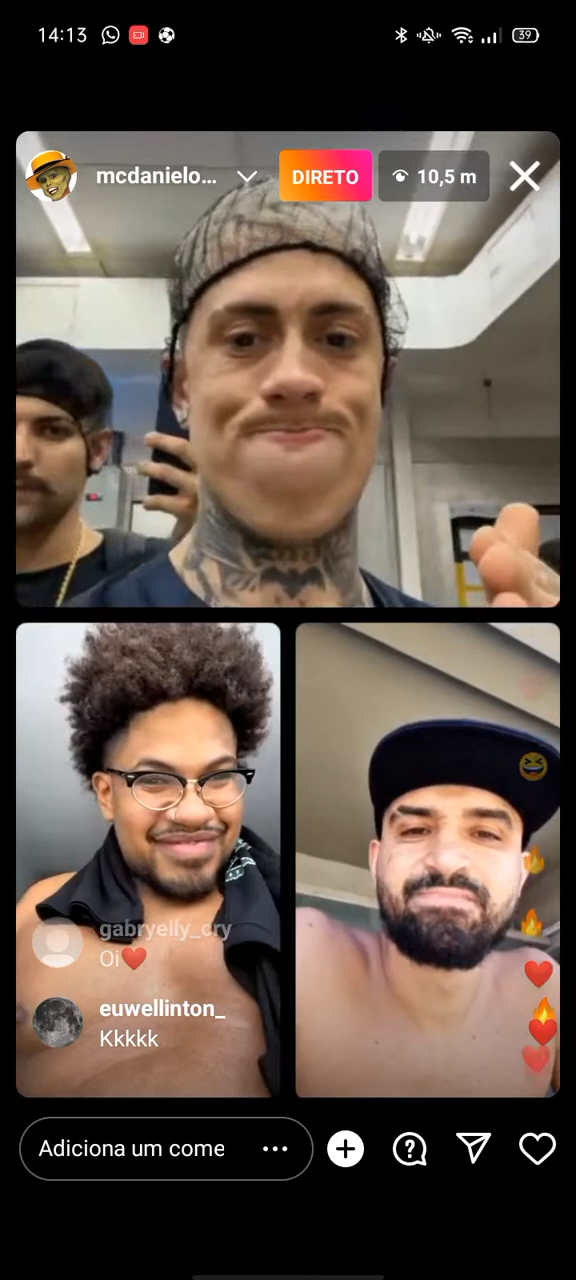 14:13
39
mcdanielo...
DIRETO
10,5 m
gabryelly_cry
Oi❤️
euwellinton_
Kkkkk
Adiciona um come